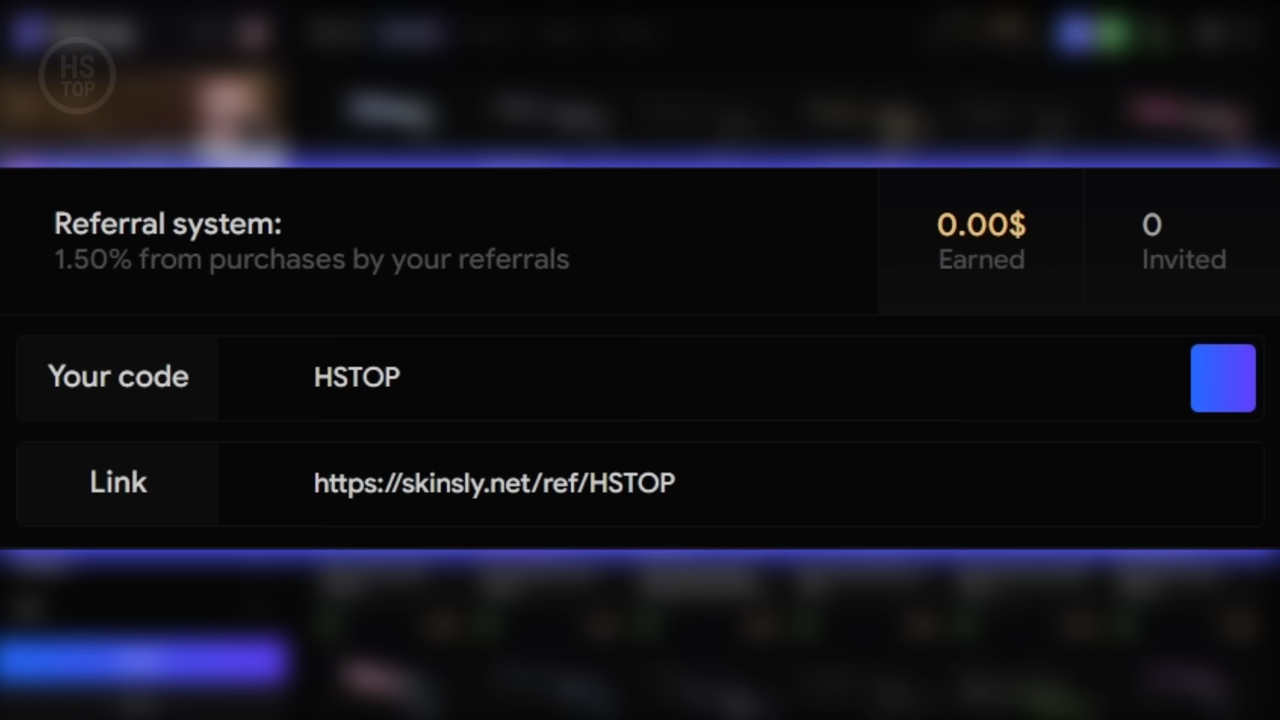 HS
TOP
Referral system:
1.50% from purchases by your referrals
0.00$
Earned
0
Invited
Your code
HSTOP
Link
https://skinsly.net/ref/HSTOP